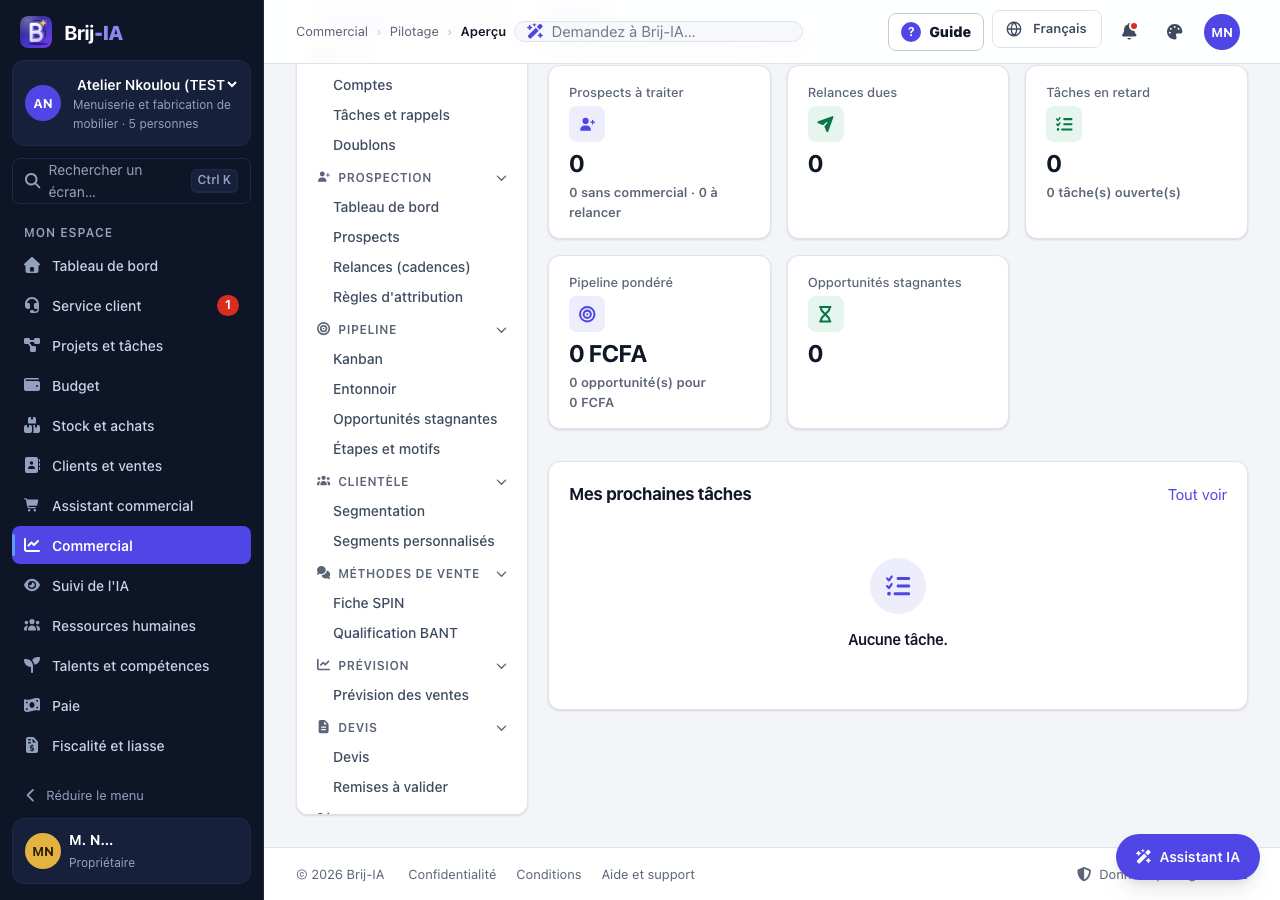 Brij-IA
Atelier Nkoulou (TEST
AN
Menuiserie et fabrication de
mobilier · 5 personnes
Rechercher un
écran...
Ctrl K
MON ESPACE
Tableau de bord
Service client
1
Projets et tâches
Budget
Stock et achats
Clients et ventes
Assistant commercial
Commercial
Suivi de l'IA
Ressources humaines
Talents et compétences
Paie
Fiscalité et liasse
Réduire le menu
MN
M. N...
Propriétaire
Commercial › Pilotage › Aperçu
Demandez à Brij-IA...
? Guide
Français
MN
Comptes
Tâches et rappels
Doublons
PROSPECTION
Tableau de bord
Prospects
Relances (cadences)
Règles d'attribution
PIPELINE
Kanban
Entonnoir
Opportunités stagnantes
Étapes et motifs
CLIENTÈLE
Segmentation
Segments personnalisés
MÉTHODES DE VENTE
Fiche SPIN
Qualification BANT
PRÉVISION
Prévision des ventes
DEVIS
Devis
Remises à valider
Prospects à traiter
0
0 sans commercial · 0 à
relancer
Relances dues
0
Tâches en retard
0
0 tâche(s) ouverte(s)
Pipeline pondéré
0 FCFA
0 opportunité(s) pour
0 FCFA
Opportunités stagnantes
0
Mes prochaines tâches
Tout voir
Aucune tâche.
© 2026 Brij-IA
Confidentialité
Conditions
Aide et support
Assistant IA